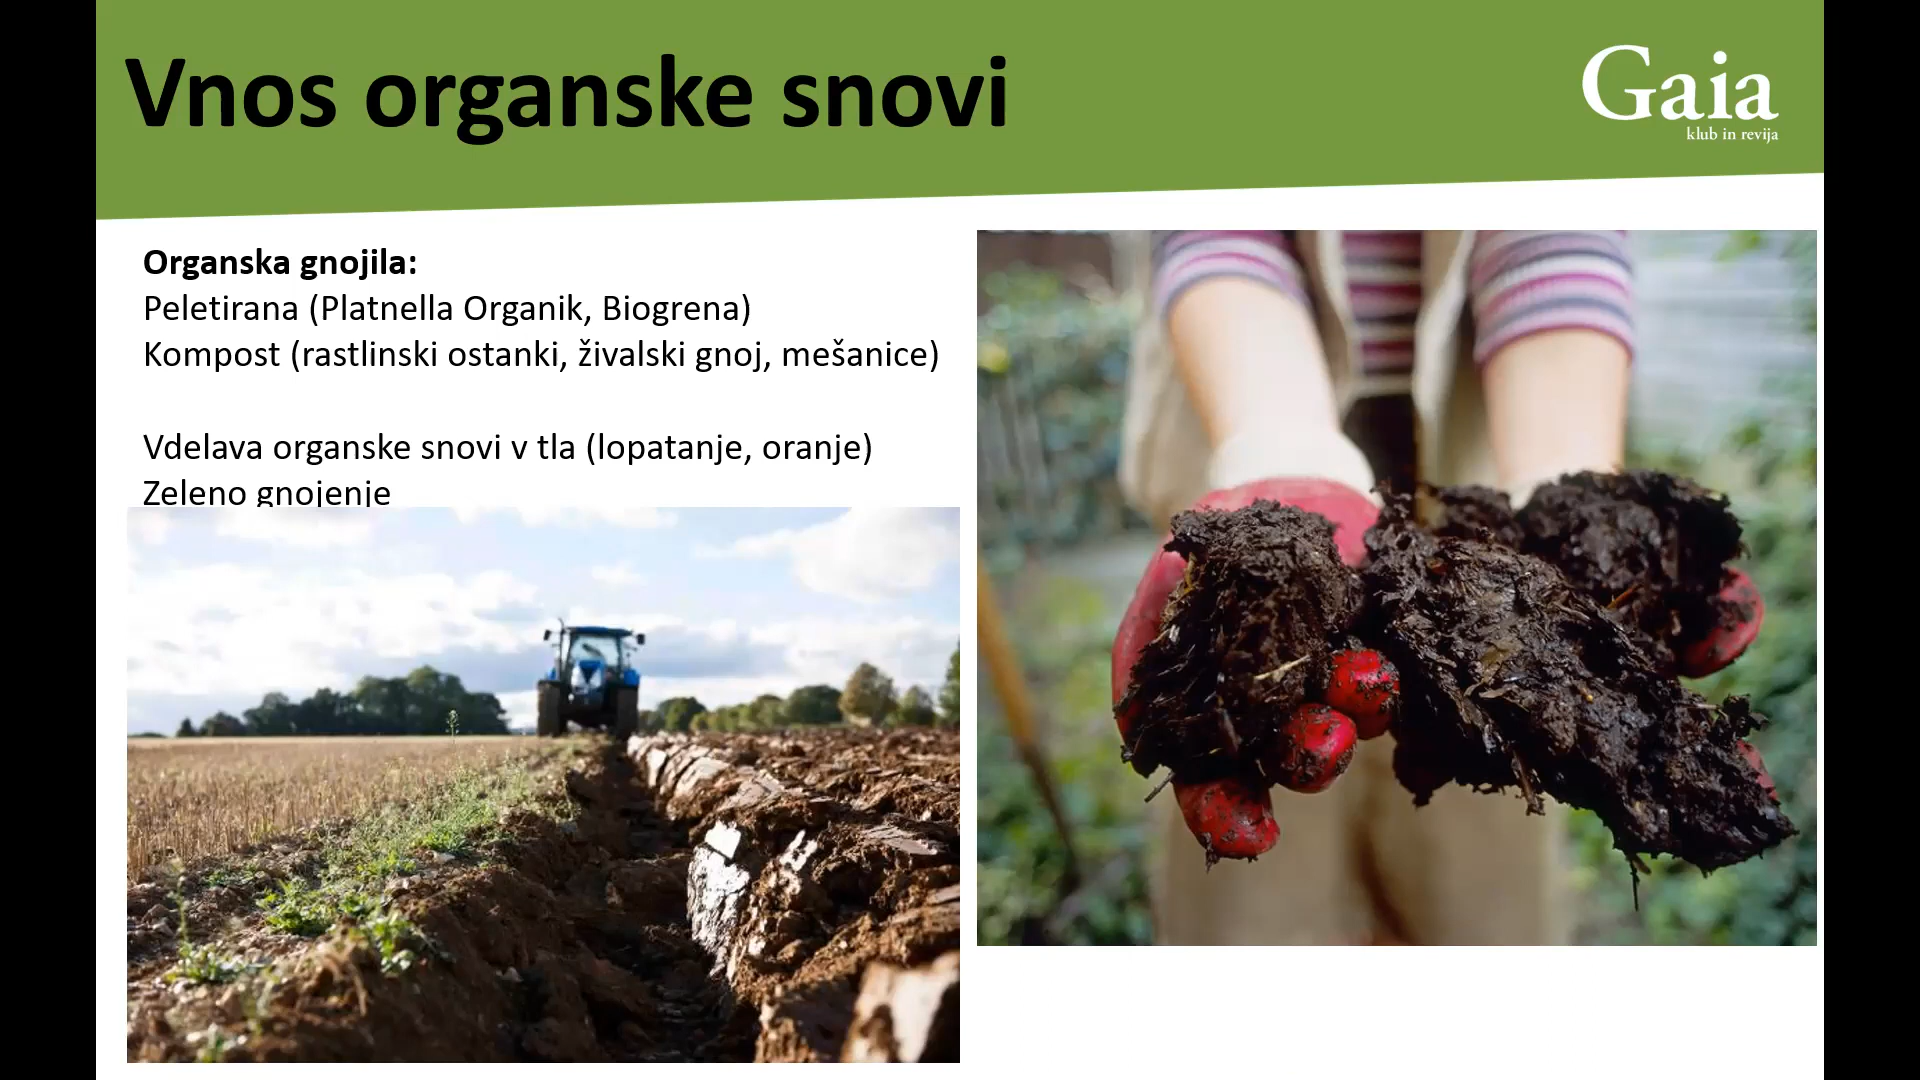 Vnos organske snovi
Gaia
klub in revija
Organska gnojila:
Peletirana (Platnella Organik, Biogrena)
Kompost (rastlinski ostanki, živalski gnoj, mešanice)
Vdelava organske snovi v tla (lopatanje, oranje)
Zeleno gnojenje